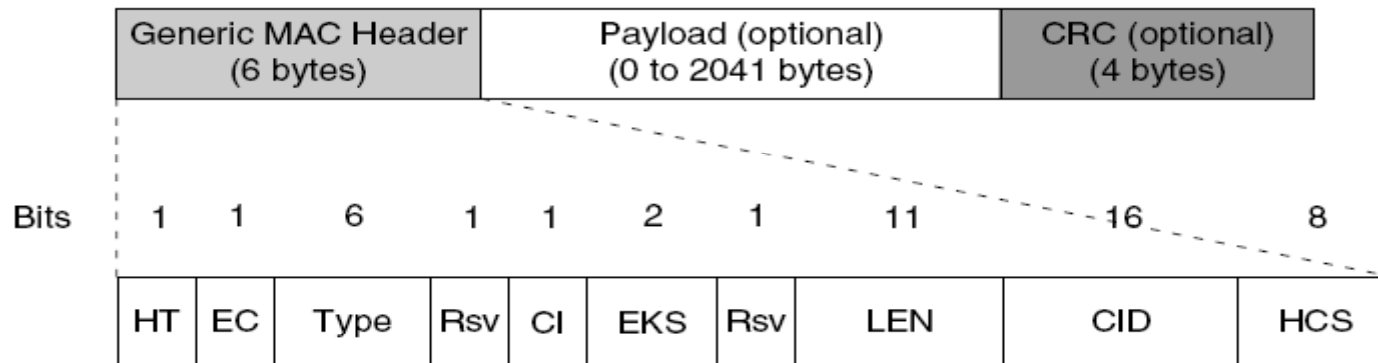 Generic MAC Header Payload (optional) CRC (optional)
(6 bytes) (0 to 2041 bytes) (4 bytes)
Bits 1 1 6 1 1 2 1 11 16 8
HT EC Type Rsv CI EKS Rsv LEN CID HCS